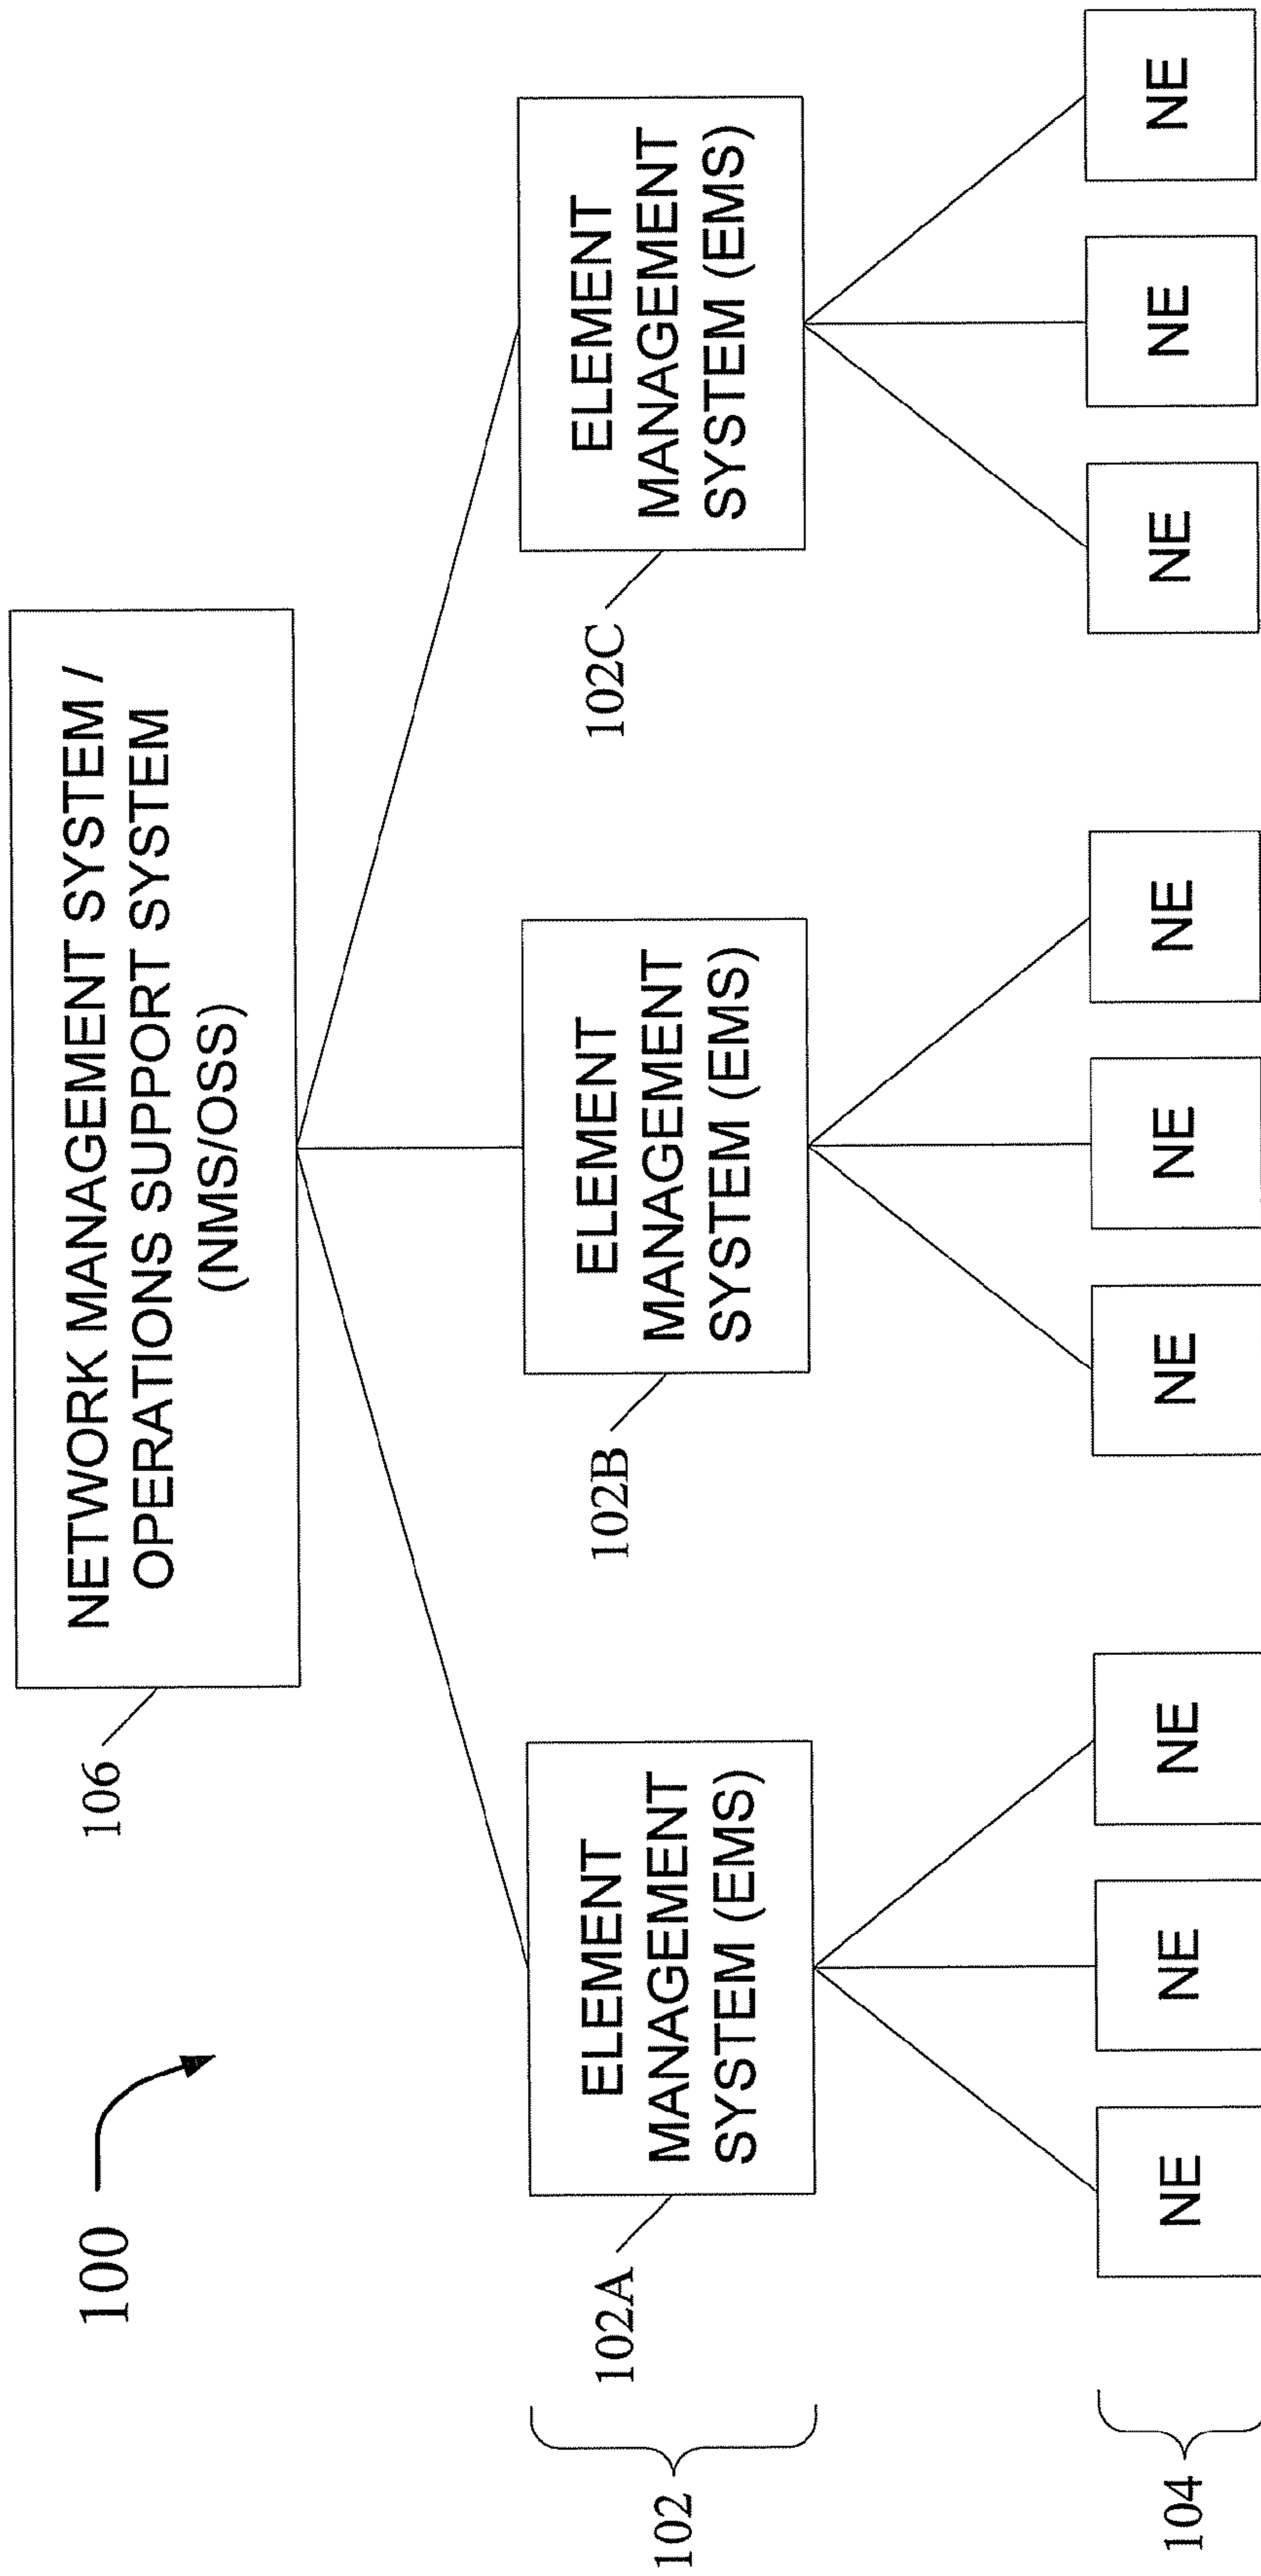 100
106
NETWORK MANAGEMENT SYSTEM /
OPERATIONS SUPPORT SYSTEM
(NMS/OSS)
102
102A
ELEMENT
MANAGEMENT
SYSTEM (EMS)
102B
ELEMENT
MANAGEMENT
SYSTEM (EMS)
102C
ELEMENT
MANAGEMENT
SYSTEM (EMS)
104
NE
NE
NE
NE
NE
NE
NE
NE
NE